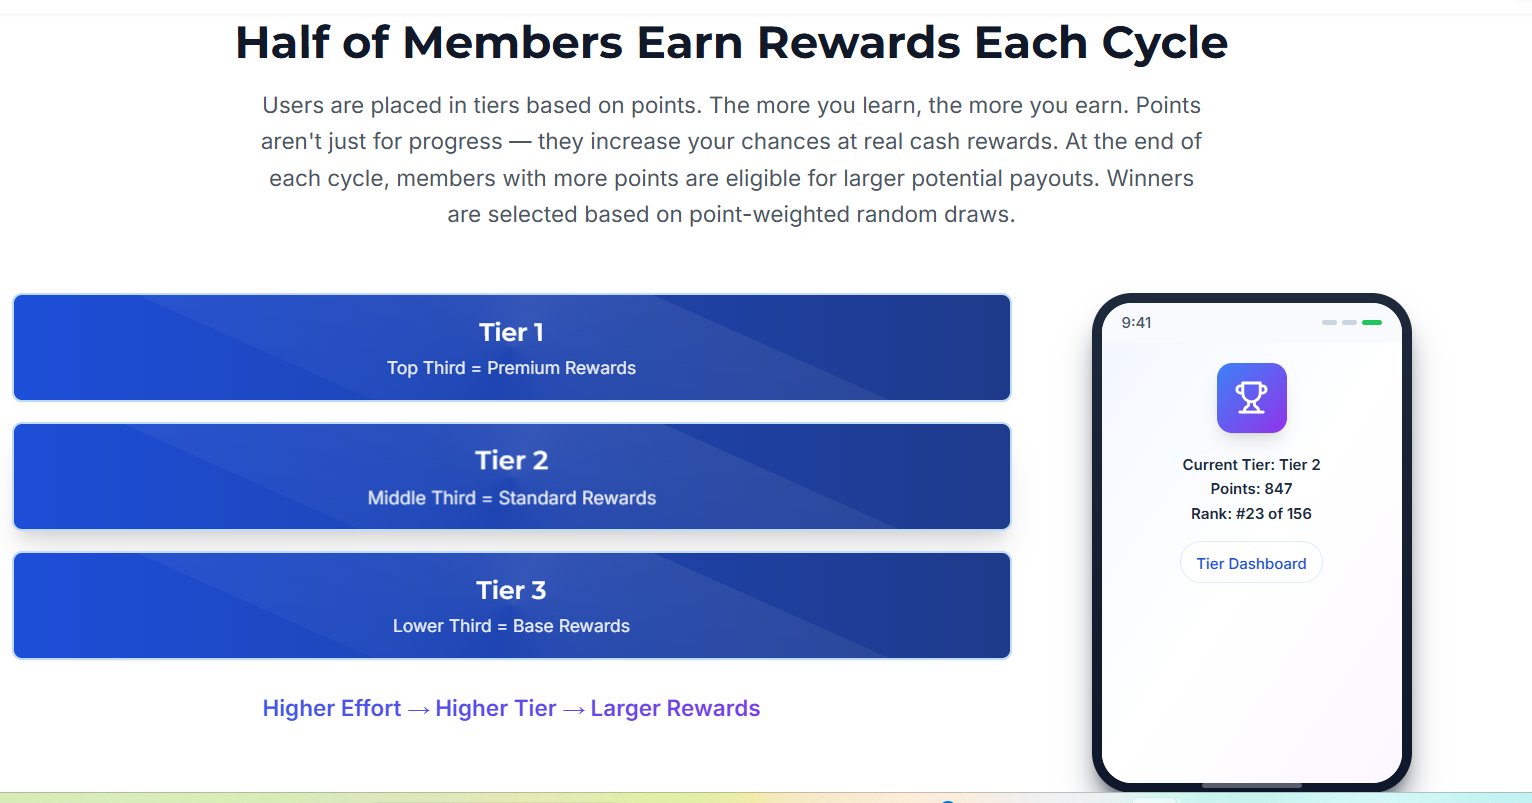 Half of Members Earn Rewards Each Cycle
Users are placed in tiers based on points. The more you learn, the more you earn. Points
aren't just for progress — they increase your chances at real cash rewards. At the end of
each cycle, members with more points are eligible for larger potential payouts. Winners
are selected based on point-weighted random draws.
Tier 1
Top Third = Premium Rewards
Tier 2
Middle Third = Standard Rewards
Tier 3
Lower Third = Base Rewards
Higher Effort → Higher Tier → Larger Rewards
9:41
Current Tier: Tier 2
Points: 847
Rank: #23 of 156
Tier Dashboard